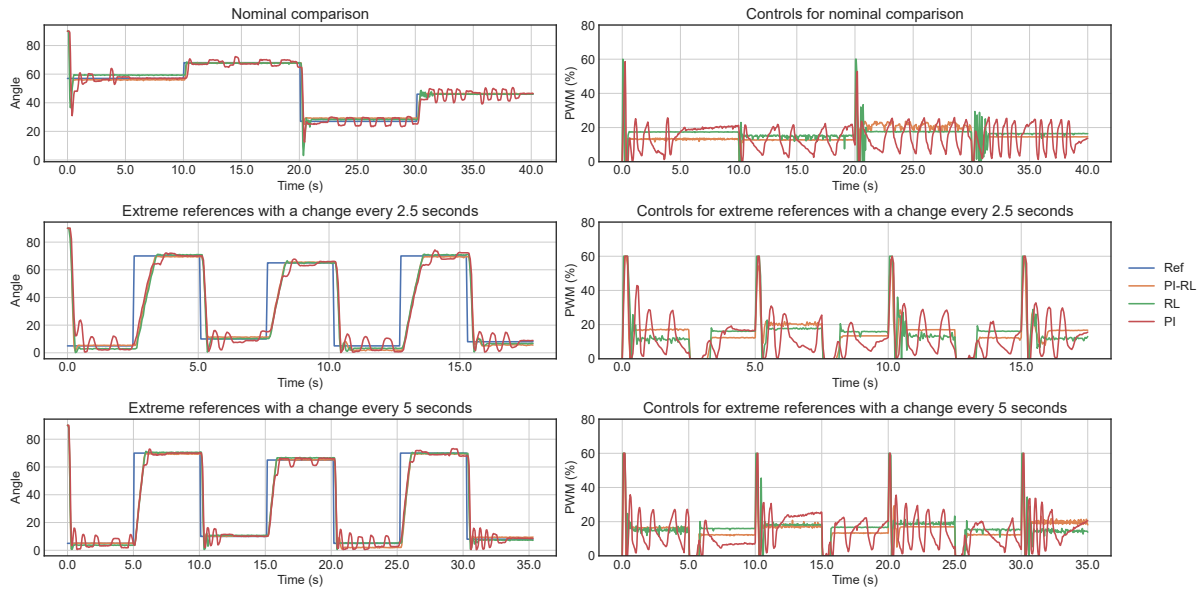 Nominal comparison
80
60
40
20
0
Angle
0.0 5.0 10.0 15.0 20.0 25.0 30.0 35.0 40.0
Time (s)
Controls for nominal comparison
80
60
40
20
0
PWM (%)
0.0 5.0 10.0 15.0 20.0 25.0 30.0 35.0 40.0
Time (s)
Extreme references with a change every 2.5 seconds
80
60
40
20
0
Angle
0.0 5.0 10.0 15.0
Time (s)
Controls for extreme references with a change every 2.5 seconds
80
60
40
20
0
PWM (%)
0.0 5.0 10.0 15.0
Time (s)
Ref
PI-RL
RL
PI
Extreme references with a change every 5 seconds
80
60
40
20
0
Angle
0.0 5.0 10.0 15.0 20.0 25.0 30.0 35.0
Time (s)
Controls for extreme references with a change every 5 seconds
80
60
40
20
0
PWM (%)
0.0 5.0 10.0 15.0 20.0 25.0 30.0 35.0
Time (s)